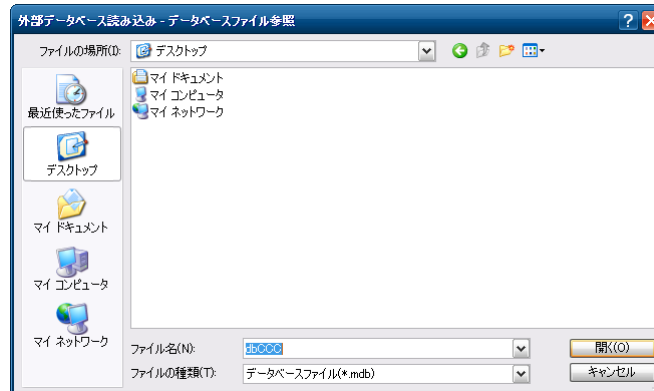 外部データベース読み込み - データベースファイル参照
ファイルの場所(I):
デスクトップ
最近使ったファイル
デスクトップ
マイ ドキュメント
マイ コンピュータ
マイ ネットワーク
マイ ドキュメント
マイ コンピュータ
マイ ネットワーク
ファイル名(N):
dbCCC
開く(O)
ファイルの種類(T):
データベースファイル(*.mdb)
キャンセル